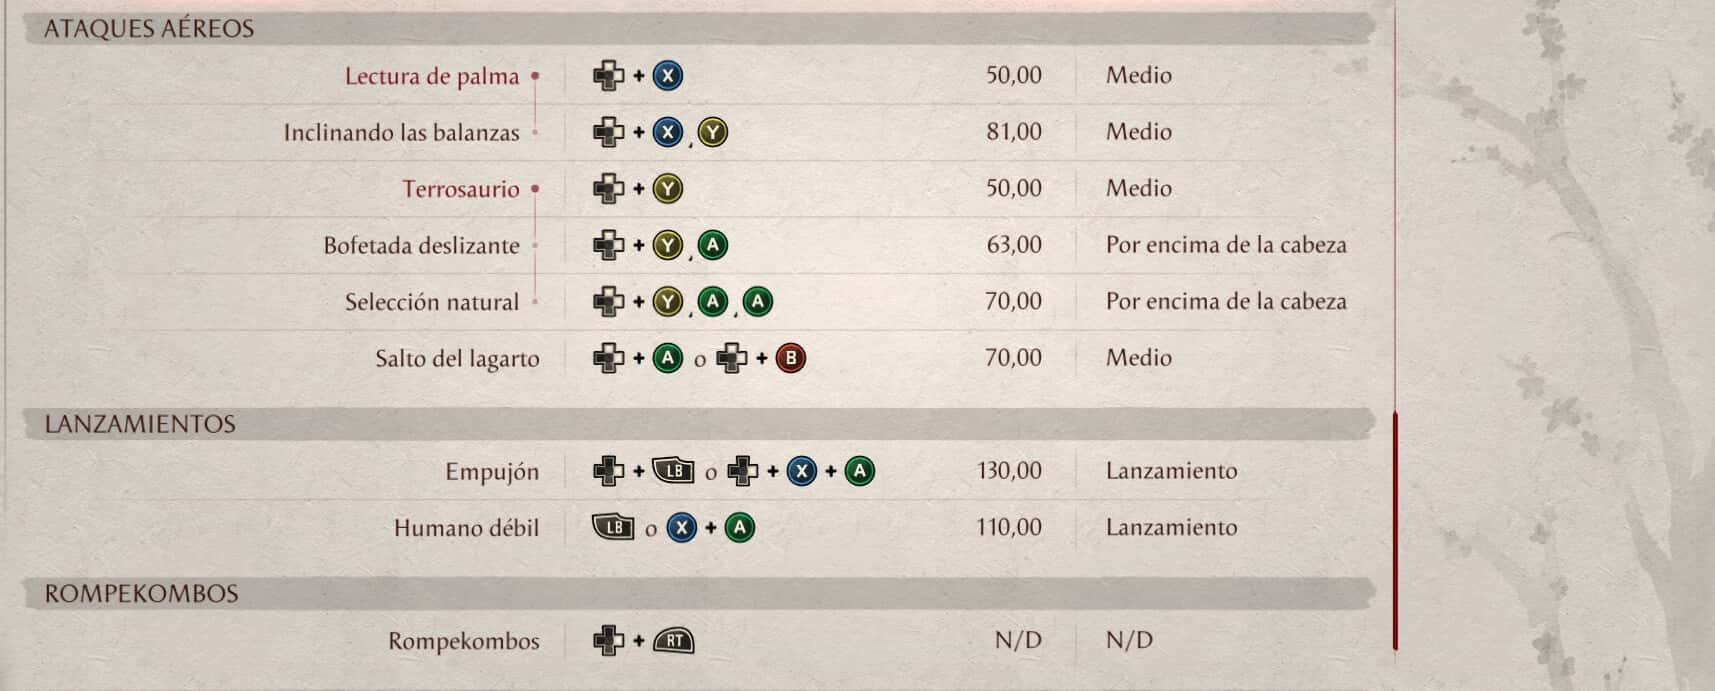 ATAQUES AÉREOS
Lectura de palma + X 50,00 Medio
Inclinando las balanzas + X , Y 81,00 Medio
Terrosaurio + Y 50,00 Medio
Bofetada deslizante + Y , A 63,00 Por encima de la cabeza
Selección natural + Y , A , A 70,00 Por encima de la cabeza
Salto del lagarto + A o + B 70,00 Medio
LANZAMIENTOS
Empujón + LB o + X + A 130,00 Lanzamiento
Humano débil LB o X + A 110,00 Lanzamiento
ROMPEKOMBOS
Rompekombos + RT N/D N/D